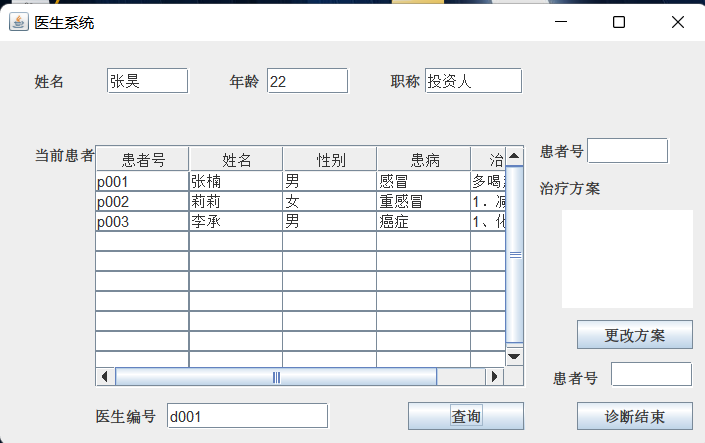 医生系统
姓名 张昊 年龄 22 职称 投资人
当前患者
患者号 姓名 性别 患病 治
p001 张楠 男 感冒 多喝
p002 莉莉 女 重感冒 1．减
p003 李承 男 癌症 1、化
患者号
治疗方案
更改方案
患者号
医生编号 d001 查询 诊断结束